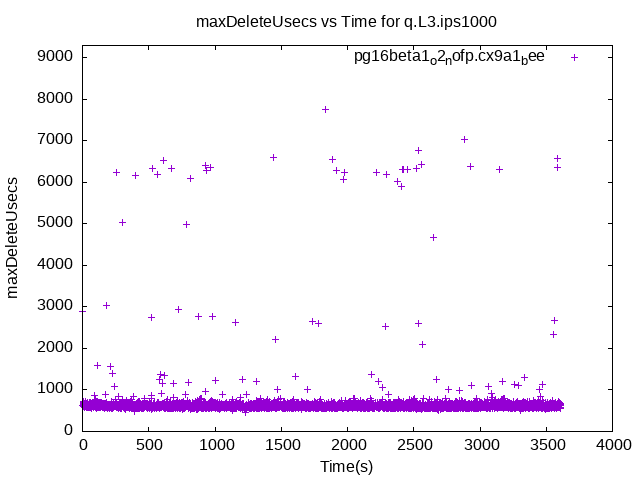 maxDeleteUsecs vs Time for q.L3.ips1000
pg16beta1o2nofp.cx9a1bee
9000
8000
7000
6000
5000
4000
3000
2000
1000
0
maxDeleteUsecs
0 500 1000 1500 2000 2500 3000 3500 4000
Time(s)